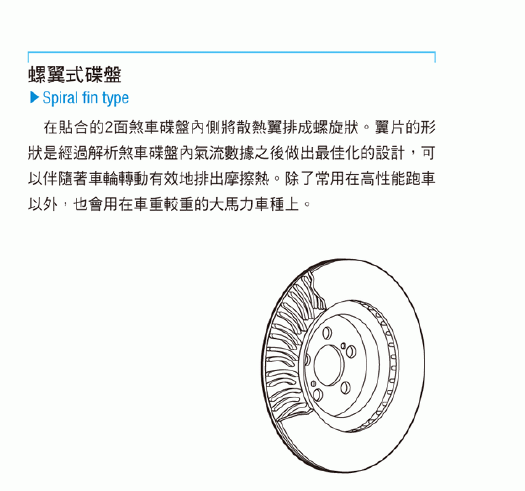 螺翼式碟盤
▶Spiral fin type
在貼合的2面煞車碟盤內側將散熱翼排成螺旋狀。翼片的形
狀是經過解析煞車碟盤內氣流數據之後做出最佳化的設計，可
以伴隨著車輪轉動有效地排出摩擦熱。除了常用在高性能跑車
以外，也會用在車重較重的大馬力車種上。